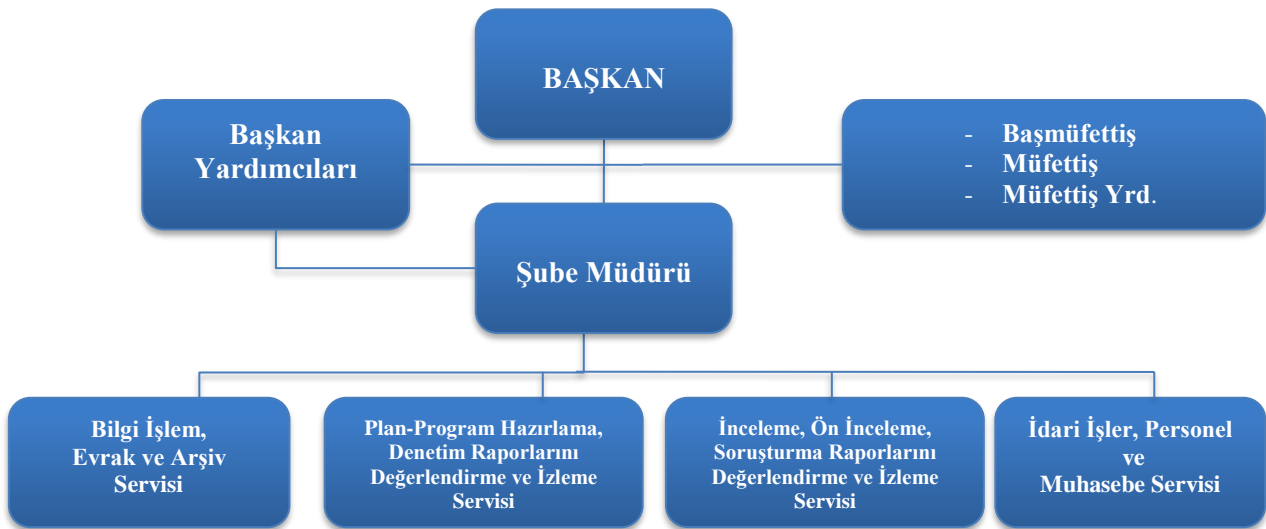 BAŞKAN
Başkan
Yardımcıları
- Başmüfettiş
- Müfettiş
- Müfettiş Yrd.
Şube Müdürü
Bilgi İşlem,
Evrak ve Arşiv
Servisi
Plan-Program Hazırlama,
Denetim Raporlarını
Değerlendirme ve İzleme
Servisi
İnceleme, Ön İnceleme,
Soruşturma Raporlarını
Değerlendirme ve İzleme
Servisi
İdari İşler, Personel
ve
Muhasebe Servisi